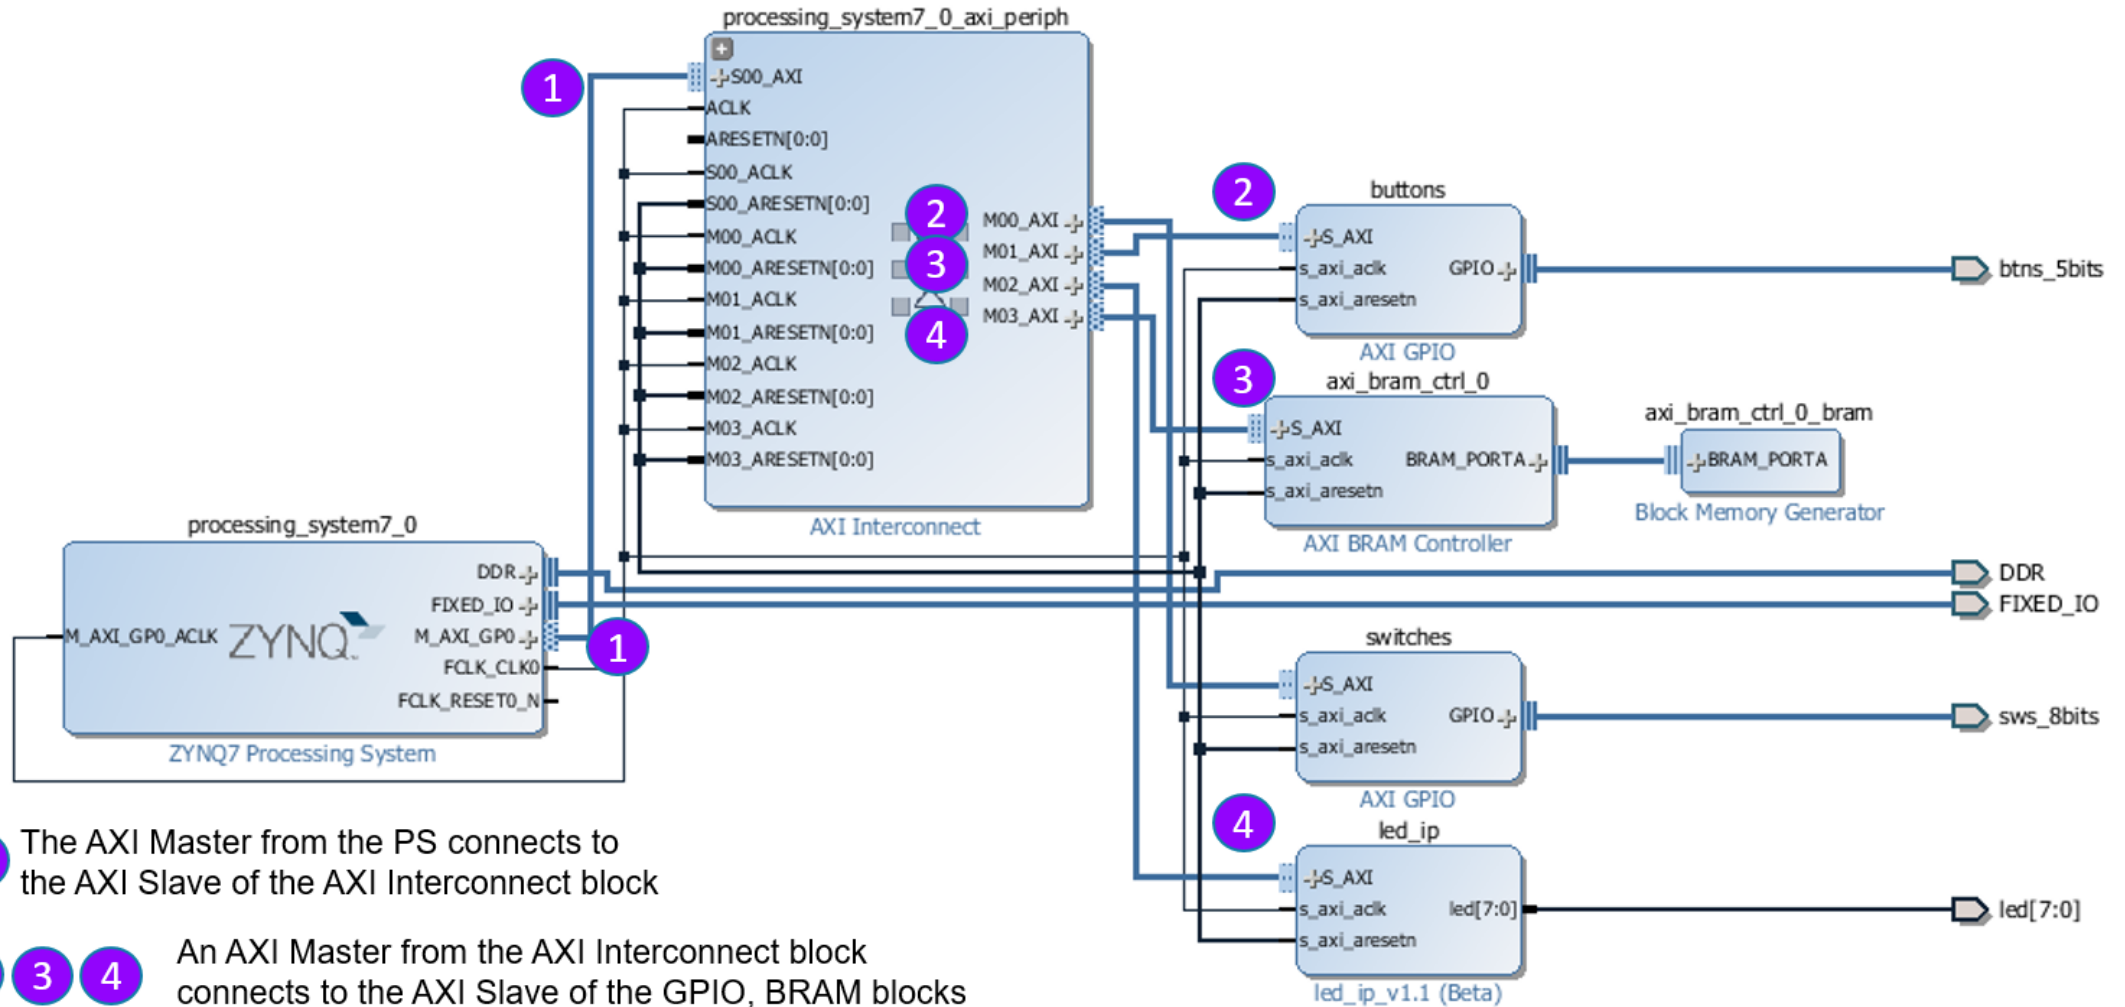 processing_system7_0_axi_periph
1
S00_AXI
ACLK
ARESETN[0:0]
S00_ACLK
S00_ARESETN[0:0]
M00_ACLK
M00_ARESETN[0:0]
M01_ACLK
M01_ARESETN[0:0]
M02_ACLK
M02_ARESETN[0:0]
M03_ACLK
M03_ARESETN[0:0]
2
3
4
M00_AXI
M01_AXI
M02_AXI
M03_AXI
AXI Interconnect
2
buttons
S_AXI
s_axi_aclk
s_axi_aresetn
GPIO
AXI GPIO
btns_5bits
3
axi_bram_ctrl_0
S_AXI
s_axi_aclk
s_axi_aresetn
BRAM_PORTA
AXI BRAM Controller
axi_bram_ctrl_0_bram
BRAM_PORTA
Block Memory Generator
processing_system7_0
M_AXI_GP0_ACLK
ZYNQ
DDR
FIXED_IO
M_AXI_GP0
FCLK_CLK0
FCLK_RESET0_N
ZYNQ7 Processing System
1
DDR
FIXED_IO
switches
S_AXI
s_axi_aclk
s_axi_aresetn
GPIO
AXI GPIO
sws_8bits
4
led_ip
S_AXI
s_axi_aclk
s_axi_aresetn
led[7:0]
led_ip_v1.1 (Beta)
led[7:0]
The AXI Master from the PS connects to
the AXI Slave of the AXI Interconnect block
3 4
An AXI Master from the AXI Interconnect block
connects to the AXI Slave of the GPIO, BRAM blocks